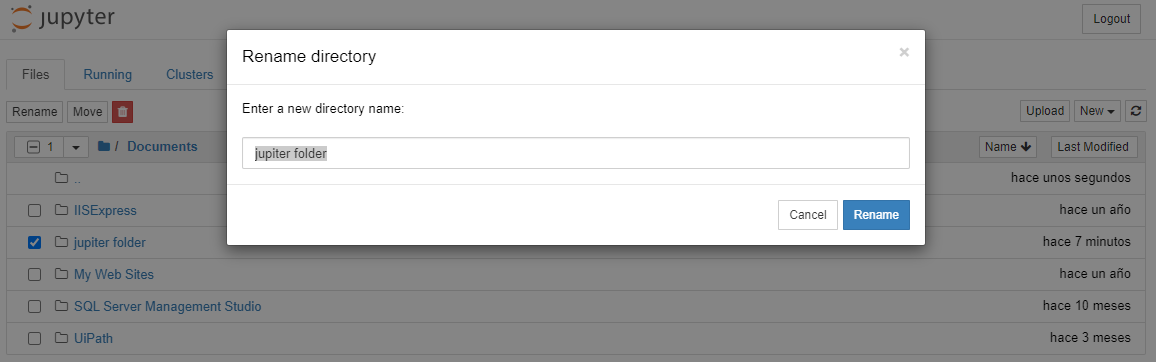 jupyter
Logout
Rename directory
×
Files Running Clusters
Enter a new directory name:
Rename Move
Upload New
jupiter folder
1 / Documents
Name Last Modified
.. hace unos segundos
Cancel Rename
IISExpress hace un año
jupiter folder hace 7 minutos
My Web Sites hace un año
SQL Server Management Studio hace 10 meses
UiPath hace 3 meses